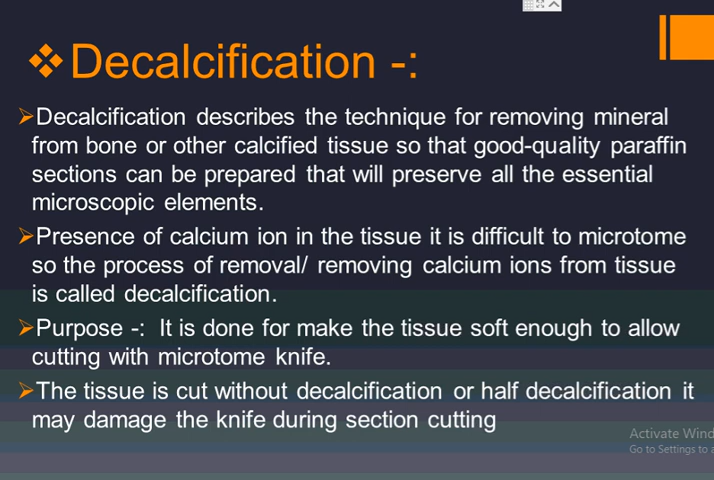 ❖Decalcification -:
➢Decalcification describes the technique for removing mineral
from bone or other calcified tissue so that good-quality paraffin
sections can be prepared that will preserve all the essential
microscopic elements.
➢Presence of calcium ion in the tissue it is difficult to microtome
so the process of removal/ removing calcium ions from tissue
is called decalcification.
➢Purpose -: It is done for make the tissue soft enough to allow
cutting with microtome knife.
➢The tissue is cut without decalcification or half decalcification it
may damage the knife during section cutting
Activate Wind
Go to Settings to a